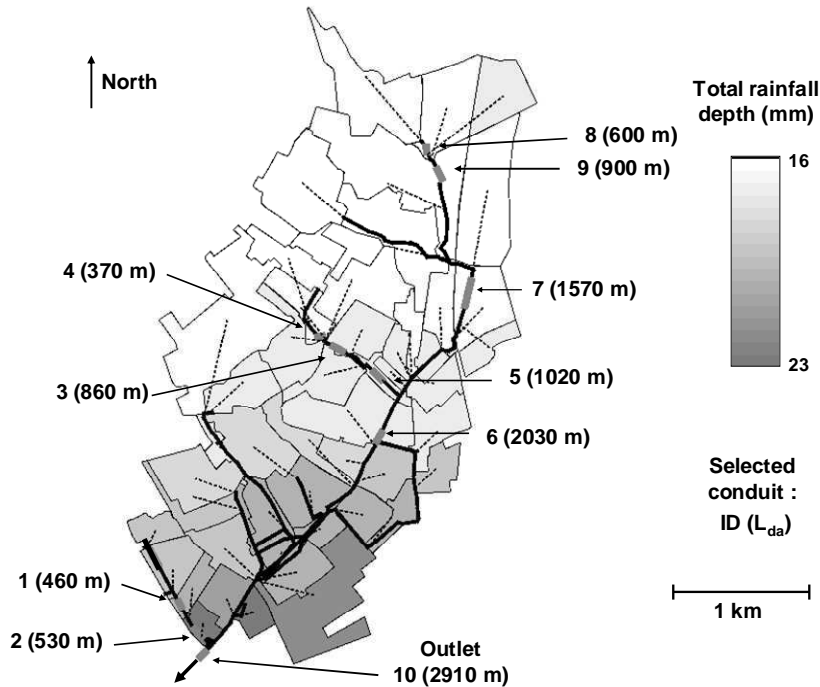 North
Total rainfall
depth (mm)
16
23
8 (600 m)
9 (900 m)
4 (370 m)
7 (1570 m)
3 (860 m)
5 (1020 m)
6 (2030 m)
Selected
conduit :
ID (Lda)
1 (460 m)
1 km
2 (530 m)
Outlet
10 (2910 m)